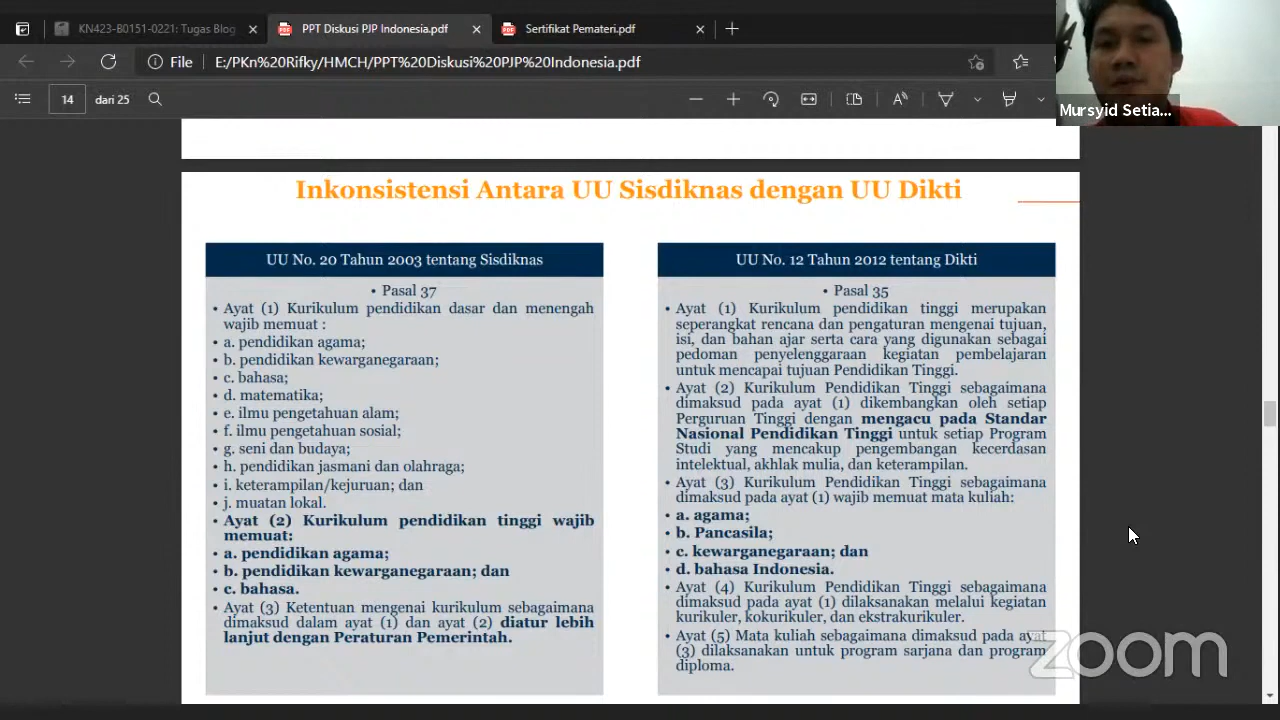 KN423-B0151-0221: Tugas Blog
PPT Diskusi PJP Indonesia.pdf
Sertifikat Pemateri.pdf
File
E:/PKn%20Rifky/HMCH/PPT%20Diskusi%20PJP%20Indonesia.pdf
14
dari 25
Mursyid Setia...
Inkonsistensi Antara UU Sisdiknas dengan UU Dikti
UU No. 20 Tahun 2003 tentang Sisdiknas
• Pasal 37
• Ayat (1) Kurikulum pendidikan dasar dan menengah
wajib memuat :
• a. pendidikan agama;
• b. pendidikan kewarganegaraan;
• c. bahasa;
• d. matematika;
• e. ilmu pengetahuan alam;
• f. ilmu pengetahuan sosial;
• g. seni dan budaya;
• h. pendidikan jasmani dan olahraga;
• i. keterampilan/kejuruan; dan
• j. muatan lokal.
• Ayat (2) Kurikulum pendidikan tinggi wajib
memuat:
• a. pendidikan agama;
• b. pendidikan kewarganegaraan; dan
• c. bahasa.
• Ayat (3) Ketentuan mengenai kurikulum sebagaimana
dimaksud dalam ayat (1) dan ayat (2) diatur lebih
lanjut dengan Peraturan Pemerintah.
UU No. 12 Tahun 2012 tentang Dikti
• Pasal 35
• Ayat (1) Kurikulum pendidikan tinggi merupakan
seperangkat rencana dan pengaturan mengenai tujuan,
isi, dan bahan ajar serta cara yang digunakan sebagai
pedoman penyelenggaraan kegiatan pembelajaran
untuk mencapai tujuan Pendidikan Tinggi.
• Ayat (2) Kurikulum Pendidikan Tinggi sebagaimana
dimaksud pada ayat (1) dikembangkan oleh setiap
Perguruan Tinggi dengan mengacu pada Standar
Nasional Pendidikan Tinggi untuk setiap Program
Studi yang mencakup pengembangan kecerdasan
intelektual, akhlak mulia, dan keterampilan.
• Ayat (3) Kurikulum Pendidikan Tinggi sebagaimana
dimaksud pada ayat (1) wajib memuat mata kuliah:
• a. agama;
• b. Pancasila;
• c. kewarganegaraan; dan
• d. bahasa Indonesia.
• Ayat (4) Kurikulum Pendidikan Tinggi sebagaimana
dimaksud pada ayat (1) dilaksanakan melalui kegiatan
kurikuler, kokurikuler, dan ekstrakurikuler.
• Ayat (5) Mata kuliah sebagaimana dimaksud pada ayat
(3) dilaksanakan untuk program sarjana dan program
diploma.
zoom